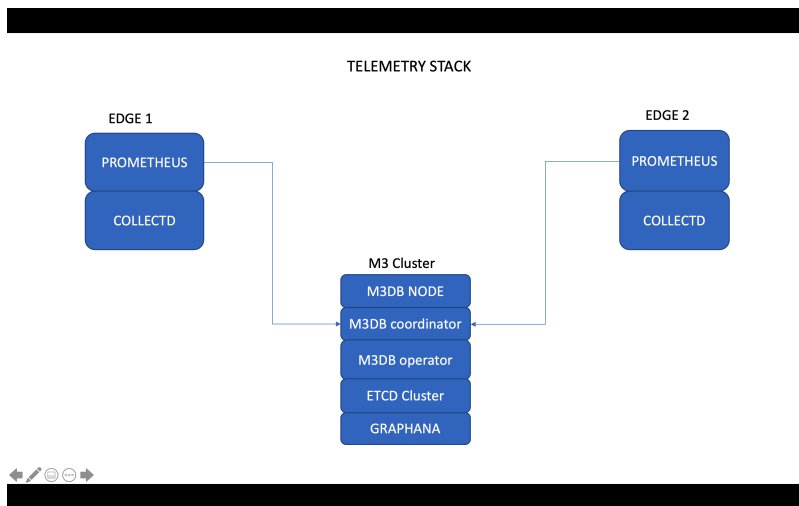 TELEMETRY STACK
EDGE 1
PROMETHEUS
COLLECTD
EDGE 2
PROMETHEUS
COLLECTD
M3 Cluster
M3DB NODE
M3DB coordinator
M3DB operator
ETCD Cluster
GRAPHANA